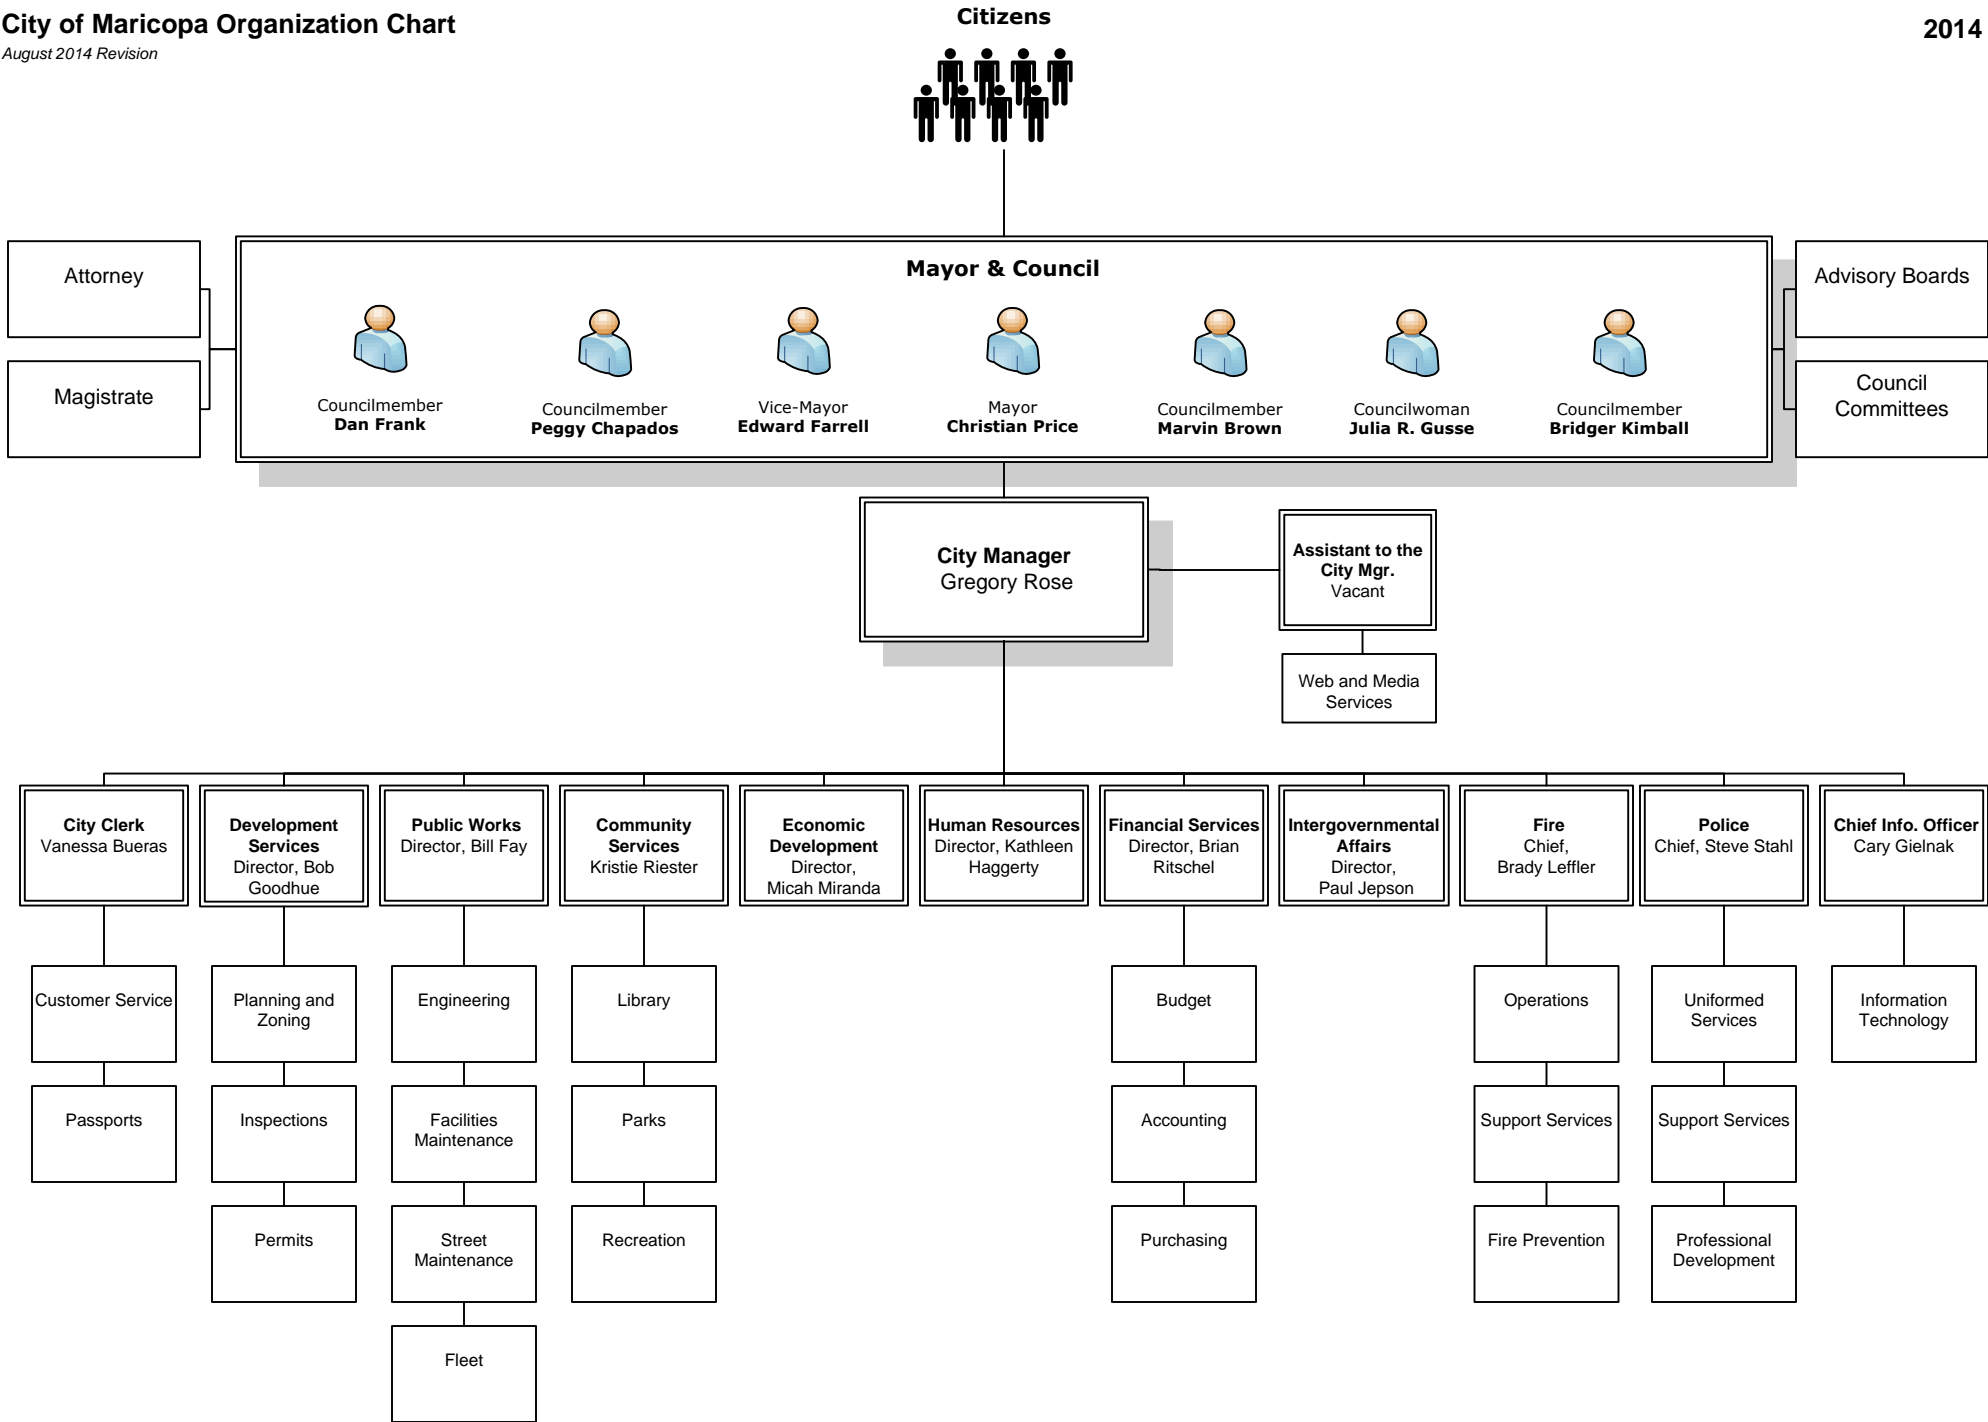 City of Maricopa Organization Chart
August 2014 Revision
Citizens
2014
Attorney
Magistrate
Mayor & Council
Councilmember
Dan Frank
Councilmember
Peggy Chapados
Vice-Mayor
Edward Farrell
Mayor
Christian Price
Councilmember
Marvin Brown
Councilwoman
Julia R. Gusse
Councilmember
Bridger Kimball
Advisory Boards
Council
Committees
City Manager
Gregory Rose
Assistant to the
City Mgr.
Vacant
Web and Media
Services
City Clerk
Vanessa Bueras
Development
Services
Director, Bob
Goodhue
Public Works
Director, Bill Fay
Community
Services
Kristie Riester
Economic
Development
Director,
Micah Miranda
Human Resources
Director, Kathleen
Haggerty
Financial Services
Director, Brian
Ritschel
Intergovernmental
Affairs
Director,
Paul Jepson
Fire
Chief,
Brady Leffler
Police
Chief, Steve Stahl
Chief Info. Officer
Cary Gielnak
Customer Service
Passports
Planning and
Zoning
Inspections
Permits
Engineering
Facilities
Maintenance
Street
Maintenance
Fleet
Library
Parks
Recreation
Budget
Accounting
Purchasing
Operations
Support Services
Fire Prevention
Uniformed
Services
Support Services
Professional
Development
Information
Technology